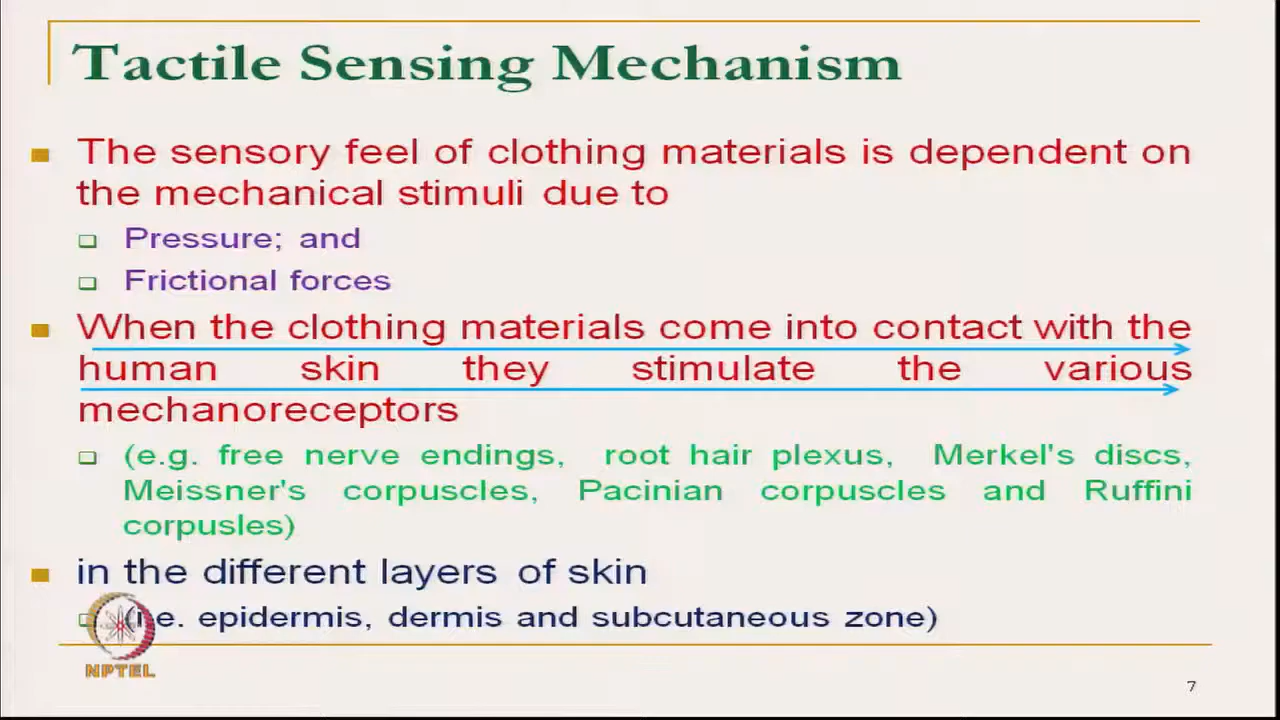 Tactile Sensing Mechanism
The sensory feel of clothing materials is dependent on
the mechanical stimuli due to
Pressure; and
Frictional forces
When the clothing materials come into contact with the
human skin they stimulate the various
mechanoreceptors
(e.g. free nerve endings, root hair plexus, Merkel's discs,
Meissner's corpuscles, Pacinian corpuscles and Ruffini
corpusles)
in the different layers of skin
(i.e. epidermis, dermis and subcutaneous zone)
NPTEL
7